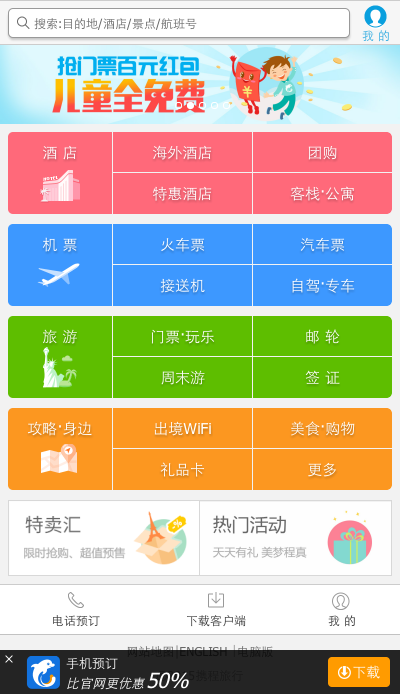 搜索:目的地/酒店/景点/航班号
我 的
抢门票百元红包
儿童全免费
酒 店
海外酒店
团购
HOTEL
特惠酒店
客栈·公寓
机 票
火车票
汽车票
接送机
自驾·专车
旅 游
门票·玩乐
邮 轮
周末游
签 证
攻略·身边
出境WiFi
美食·购物
礼品卡
更多
特卖汇
限时抢购、超值预售
热门活动
天天有礼 美梦程真
电话预订
下载客户端
我 的
网站地图|ENGLISH |电脑版
手机预订
比官网更优惠50%
下载
携程旅行